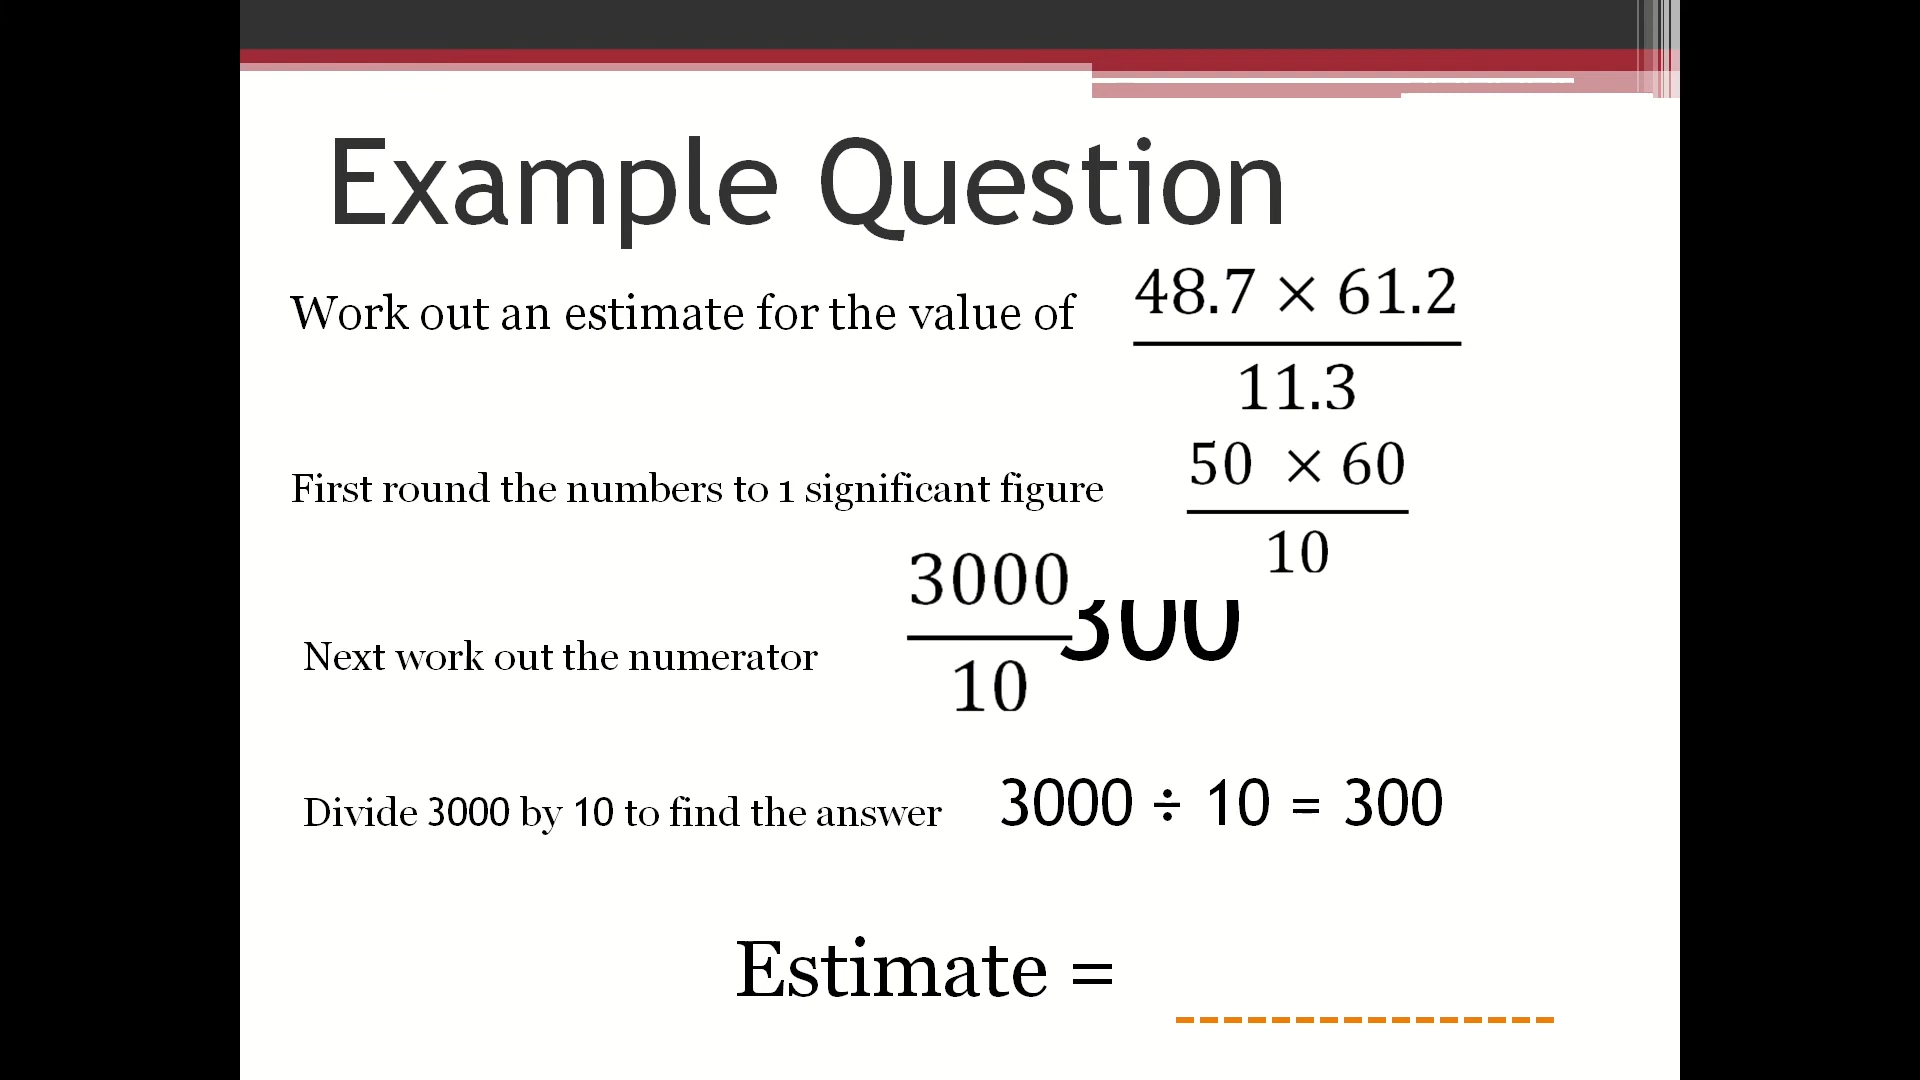 Example Question
Work out an estimate for the value of
48.7 × 61.2
11.3
First round the numbers to 1 significant figure
50 × 60
10
Next work out the numerator
3000
10
300
Divide 3000 by 10 to find the answer 3000 ÷ 10 = 300
Estimate =